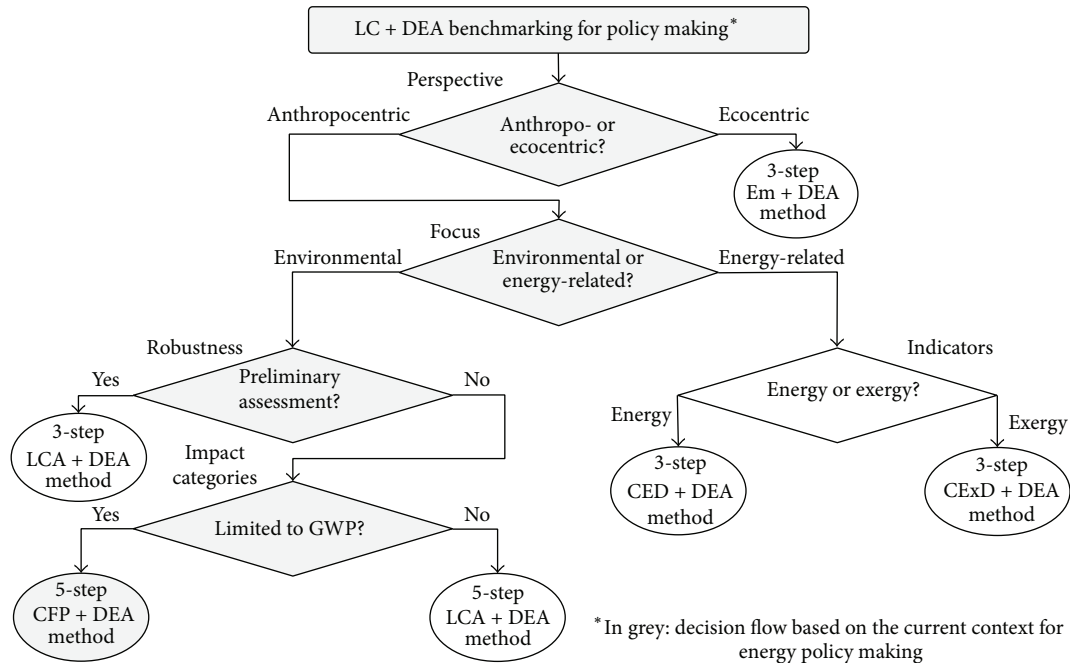 LC + DEA benchmarking for policy making*
Perspective
Anthropocentric
Ecocentric
Anthropo- or
ecocentric?
3-step
Em + DEA
method
Focus
Environmental
Energy-related
Environmental or
energy-related?
Robustness
Yes
No
Preliminary
assessment?
Indicators
Energy or exergy?
Energy
Exergy
3-step
LCA + DEA
method
3-step
CED + DEA
method
3-step
CExD + DEA
method
Impact
categories
Yes
No
Limited to GWP?
5-step
CFP + DEA
method
5-step
LCA + DEA
method
*In grey: decision flow based on the current context for
energy policy making